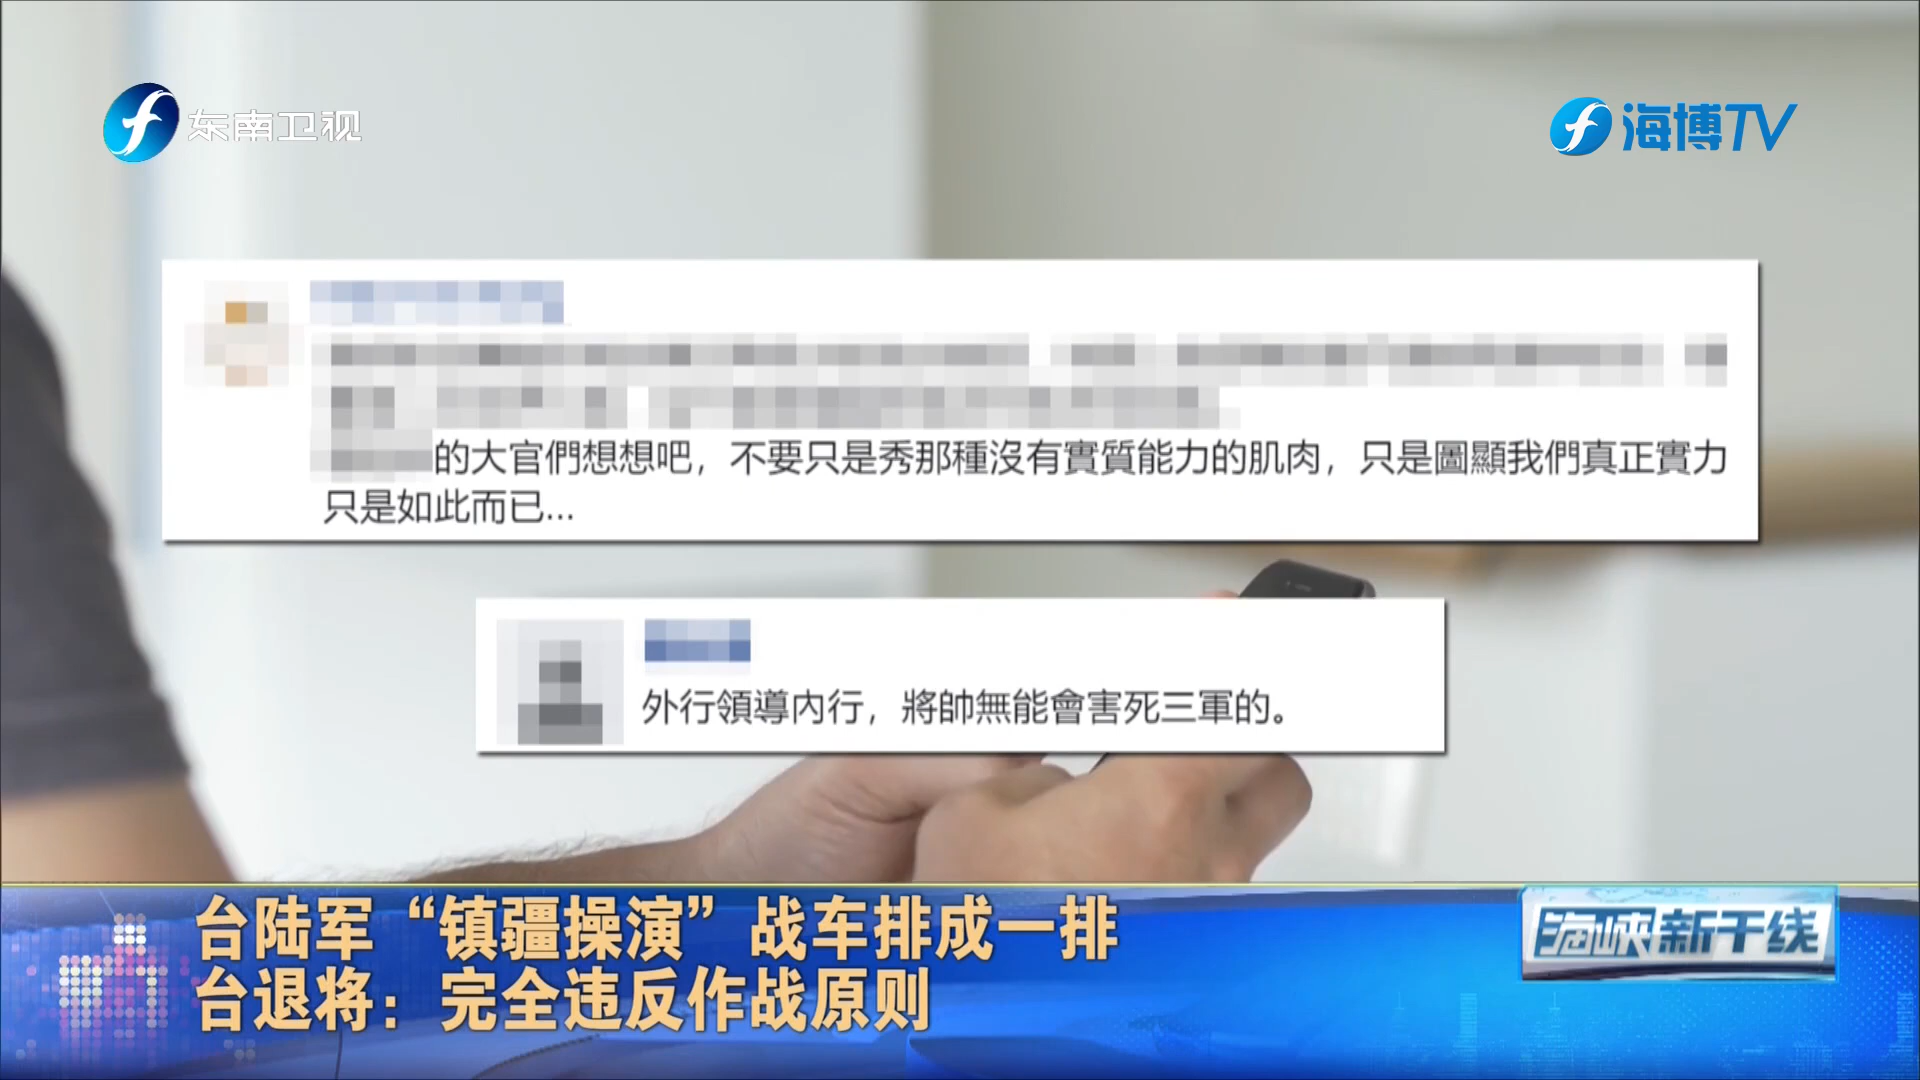 东南卫视
海博TV
的大官們想想吧，不要只是秀那種沒有實質能力的肌肉，只是圖顯我們真正實力
只是如此而已...
外行領導內行，將帥無能會害死三軍的。
台陆军“镇疆操演”战车排成一排
台退将：完全违反作战原则
海峡新干线